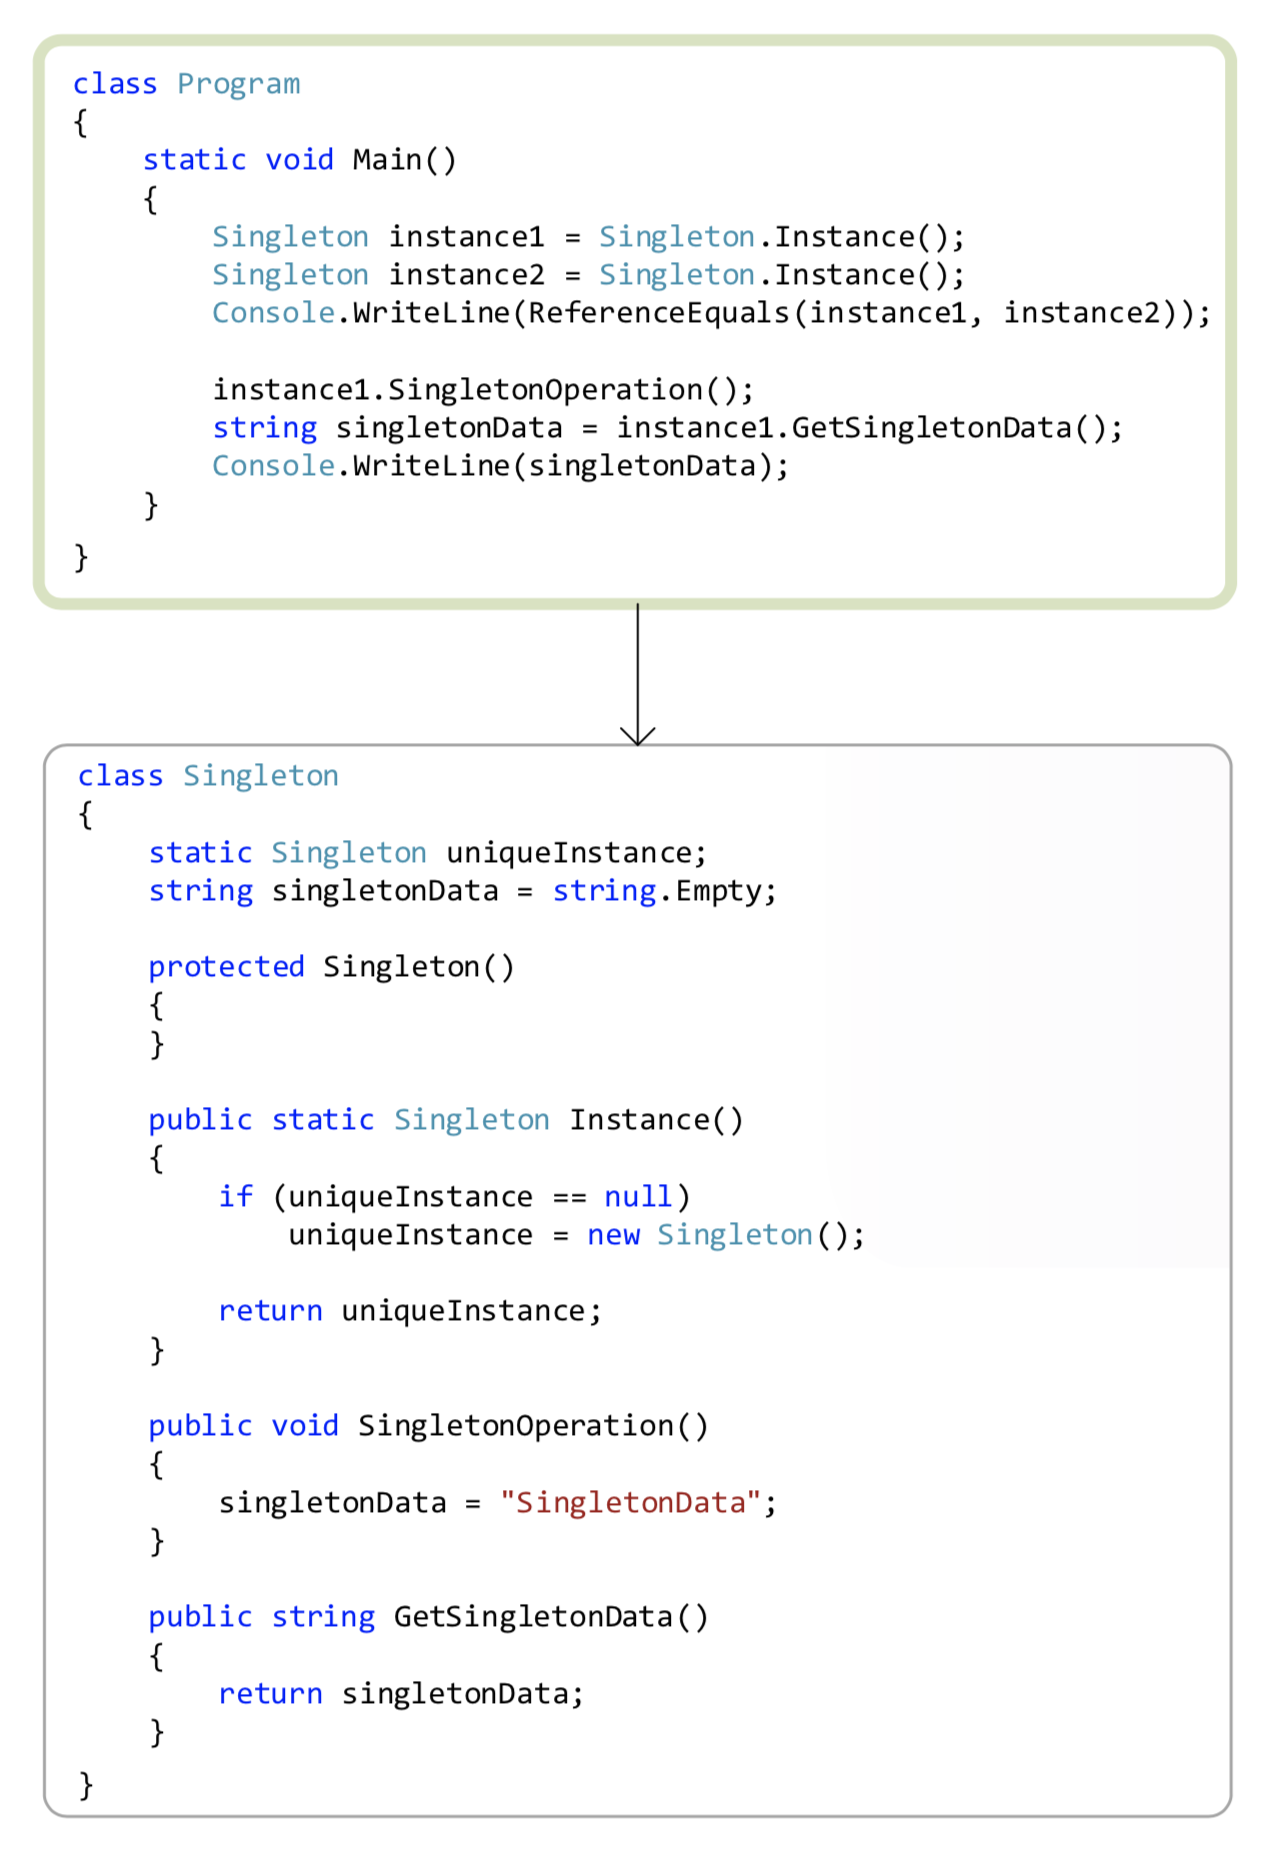 class Program
{
    static void Main()
    {
        Singleton instance1 = Singleton.Instance();
        Singleton instance2 = Singleton.Instance();
        Console.WriteLine(ReferenceEquals(instance1, instance2));

        instance1.SingletonOperation();
        string singletonData = instance1.GetSingletonData();
        Console.WriteLine(singletonData);
    }
}
class Singleton
{
    static Singleton uniqueInstance;
    string singletonData = string.Empty;

    protected Singleton()
    {
    }

    public static Singleton Instance()
    {
        if (uniqueInstance == null)
            uniqueInstance = new Singleton();

        return uniqueInstance;
    }

    public void SingletonOperation()
    {
        singletonData = "SingletonData";
    }

    public string GetSingletonData()
    {
        return singletonData;
    }
}